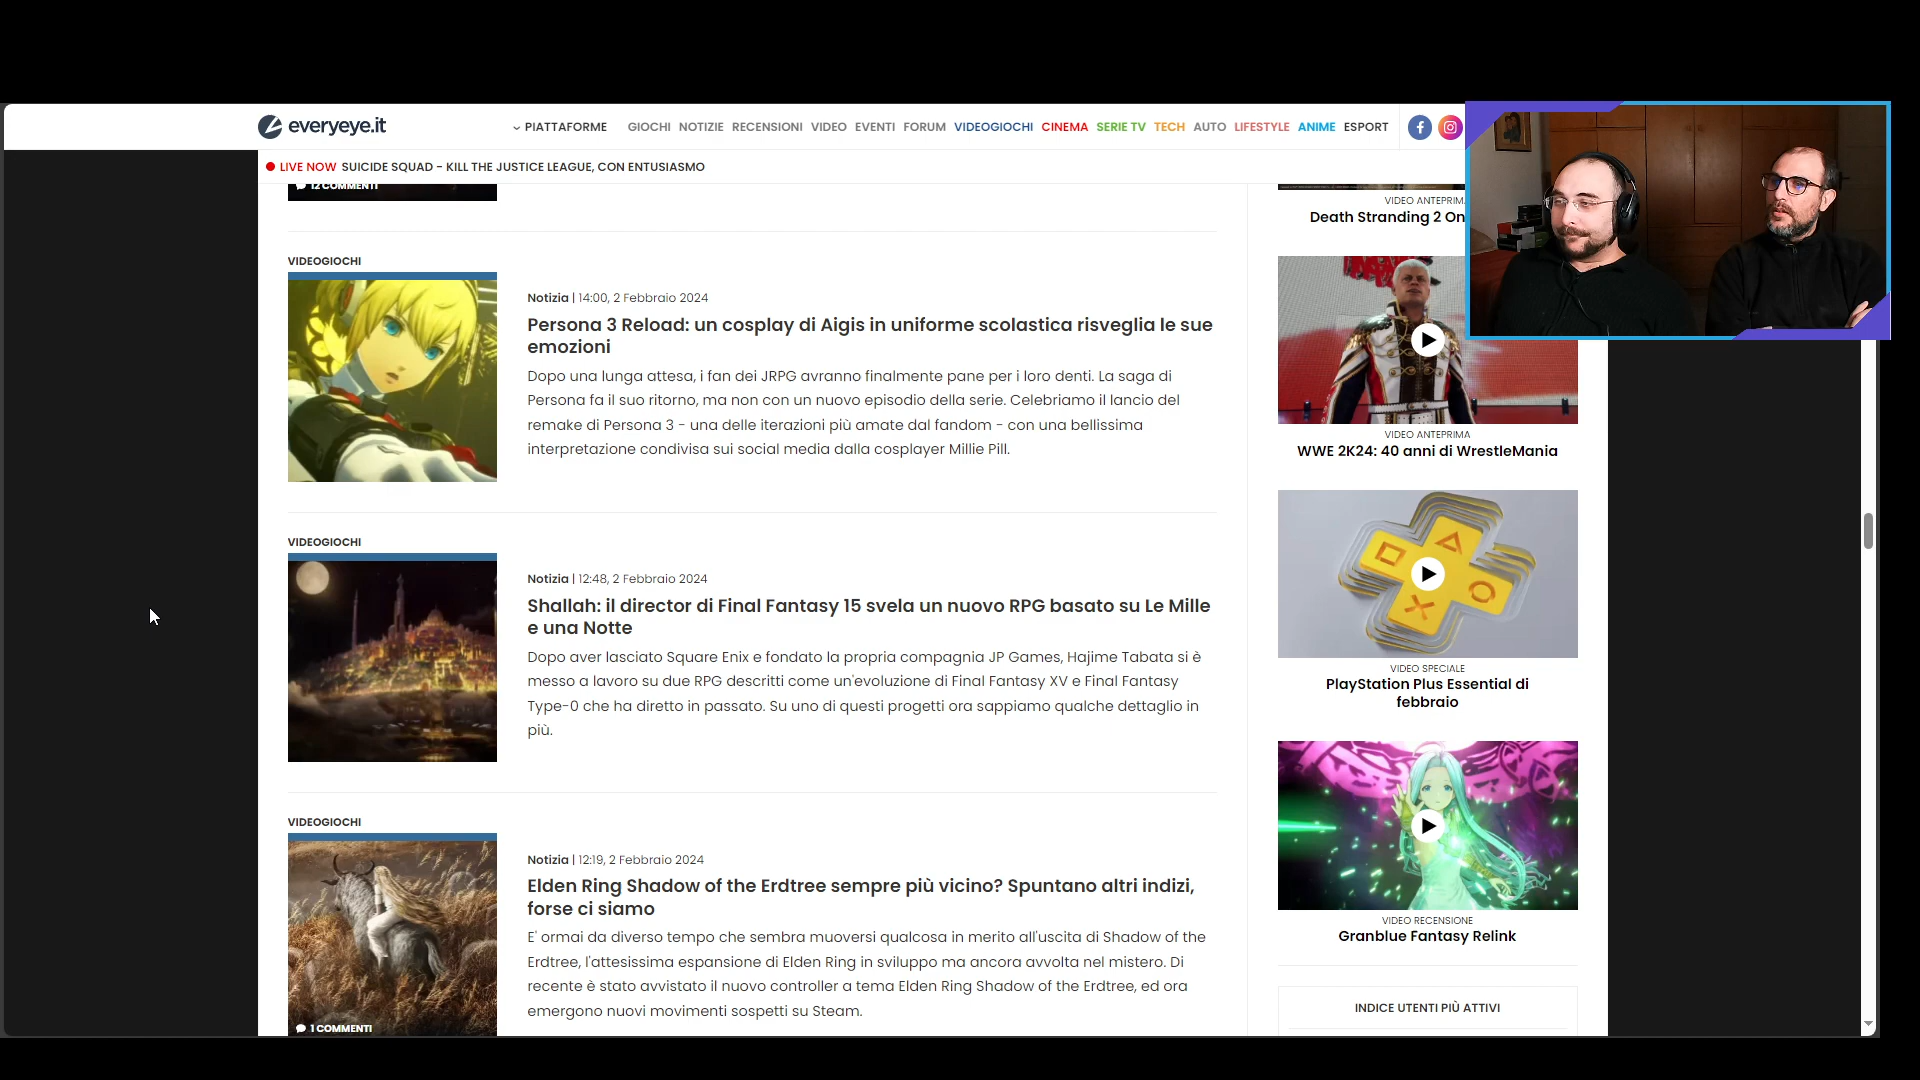 everyeye.it
PIATTAFORME GIOCHI NOTIZIE RECENSIONI VIDEO EVENTI FORUM VIDEOGIOCHI CINEMA SERIE TV TECH AUTO LIFESTYLE ANIME ESPORT
LIVE NOW SUICIDE SQUAD - KILL THE JUSTICE LEAGUE, CON ENTUSIASMO
12 COMMENTI
VIDEOGIOCHI
Notizia | 14:00, 2 Febbraio 2024
Persona 3 Reload: un cosplay di Aigis in uniforme scolastica risveglia le sue
emozioni
Dopo una lunga attesa, i fan dei JRPG avranno finalmente pane per i loro denti. La saga di
Persona fa il suo ritorno, ma non con un nuovo episodio della serie. Celebriamo il lancio del
remake di Persona 3 - una delle iterazioni più amate dal fandom - con una bellissima
interpretazione condivisa sui social media dalla cosplayer Millie Pill.
VIDEOGIOCHI
Notizia | 12:48, 2 Febbraio 2024
Shallah: il director di Final Fantasy 15 svela un nuovo RPG basato su Le Mille
e una Notte
Dopo aver lasciato Square Enix e fondato la propria compagnia JP Games, Hajime Tabata si è
messo a lavoro su due RPG descritti come un'evoluzione di Final Fantasy XV e Final Fantasy
Type-0 che ha diretto in passato. Su uno di questi progetti ora sappiamo qualche dettaglio in
più.
VIDEOGIOCHI
Notizia | 12:19, 2 Febbraio 2024
Elden Ring Shadow of the Erdtree sempre più vicino? Spuntano altri indizi,
forse ci siamo
E' ormai da diverso tempo che sembra muoversi qualcosa in merito all'uscita di Shadow of the
Erdtree, l'attesissima espansione di Elden Ring in sviluppo ma ancora avvolta nel mistero. Di
recente è stato avvistato il nuovo controller a tema Elden Ring Shadow of the Erdtree, ed ora
emergono nuovi movimenti sospetti su Steam.
1 COMMENTI
VIDEO ANTEPRIM
Death Stranding 2 On
VIDEO ANTEPRIMA
WWE 2K24: 40 anni di WrestleMania
VIDEO SPECIALE
PlayStation Plus Essential di
febbraio
VIDEO RECENSIONE
Granblue Fantasy Relink
INDICE UTENTI PIÙ ATTIVI